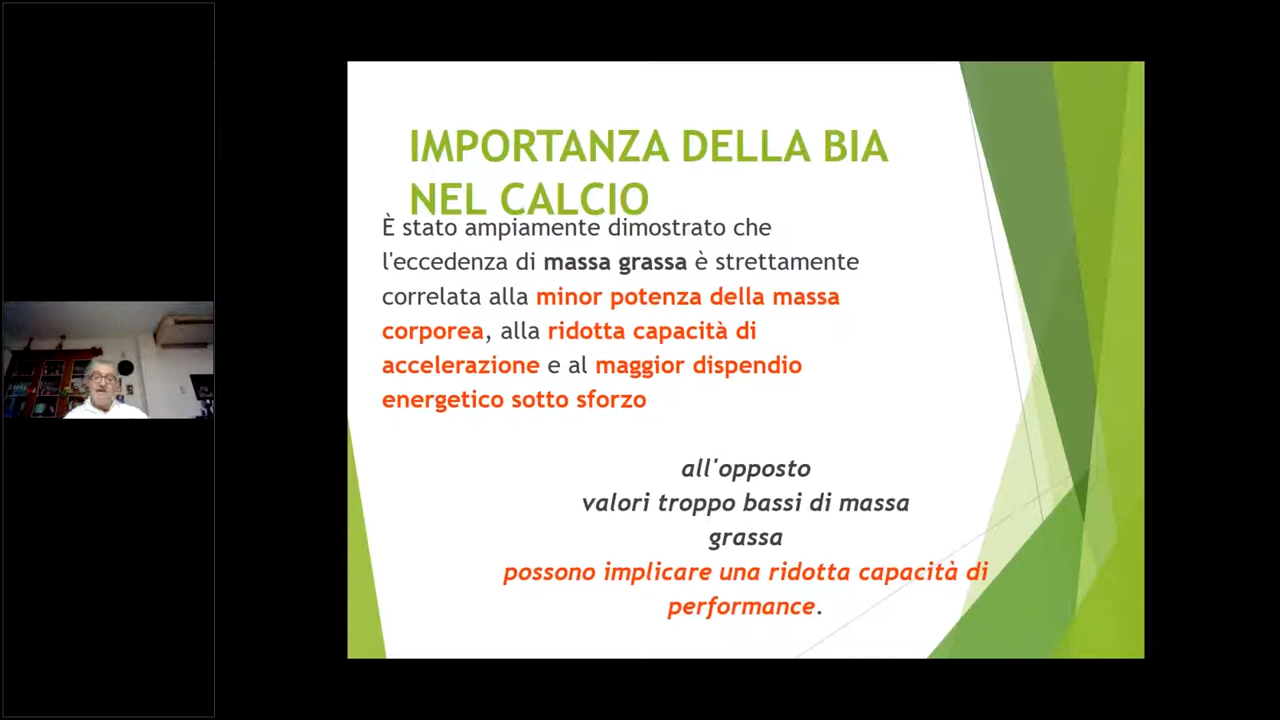 IMPORTANZA DELLA BIA
NEL CALCIO
È stato ampiamente dimostrato che
l'eccedenza di massa grassa è strettamente
correlata alla minor potenza della massa
corporea, alla ridotta capacità di
accelerazione e al maggior dispendio
energetico sotto sforzo
all'opposto
valori troppo bassi di massa
grassa
possono implicare una ridotta capacità di
performance.